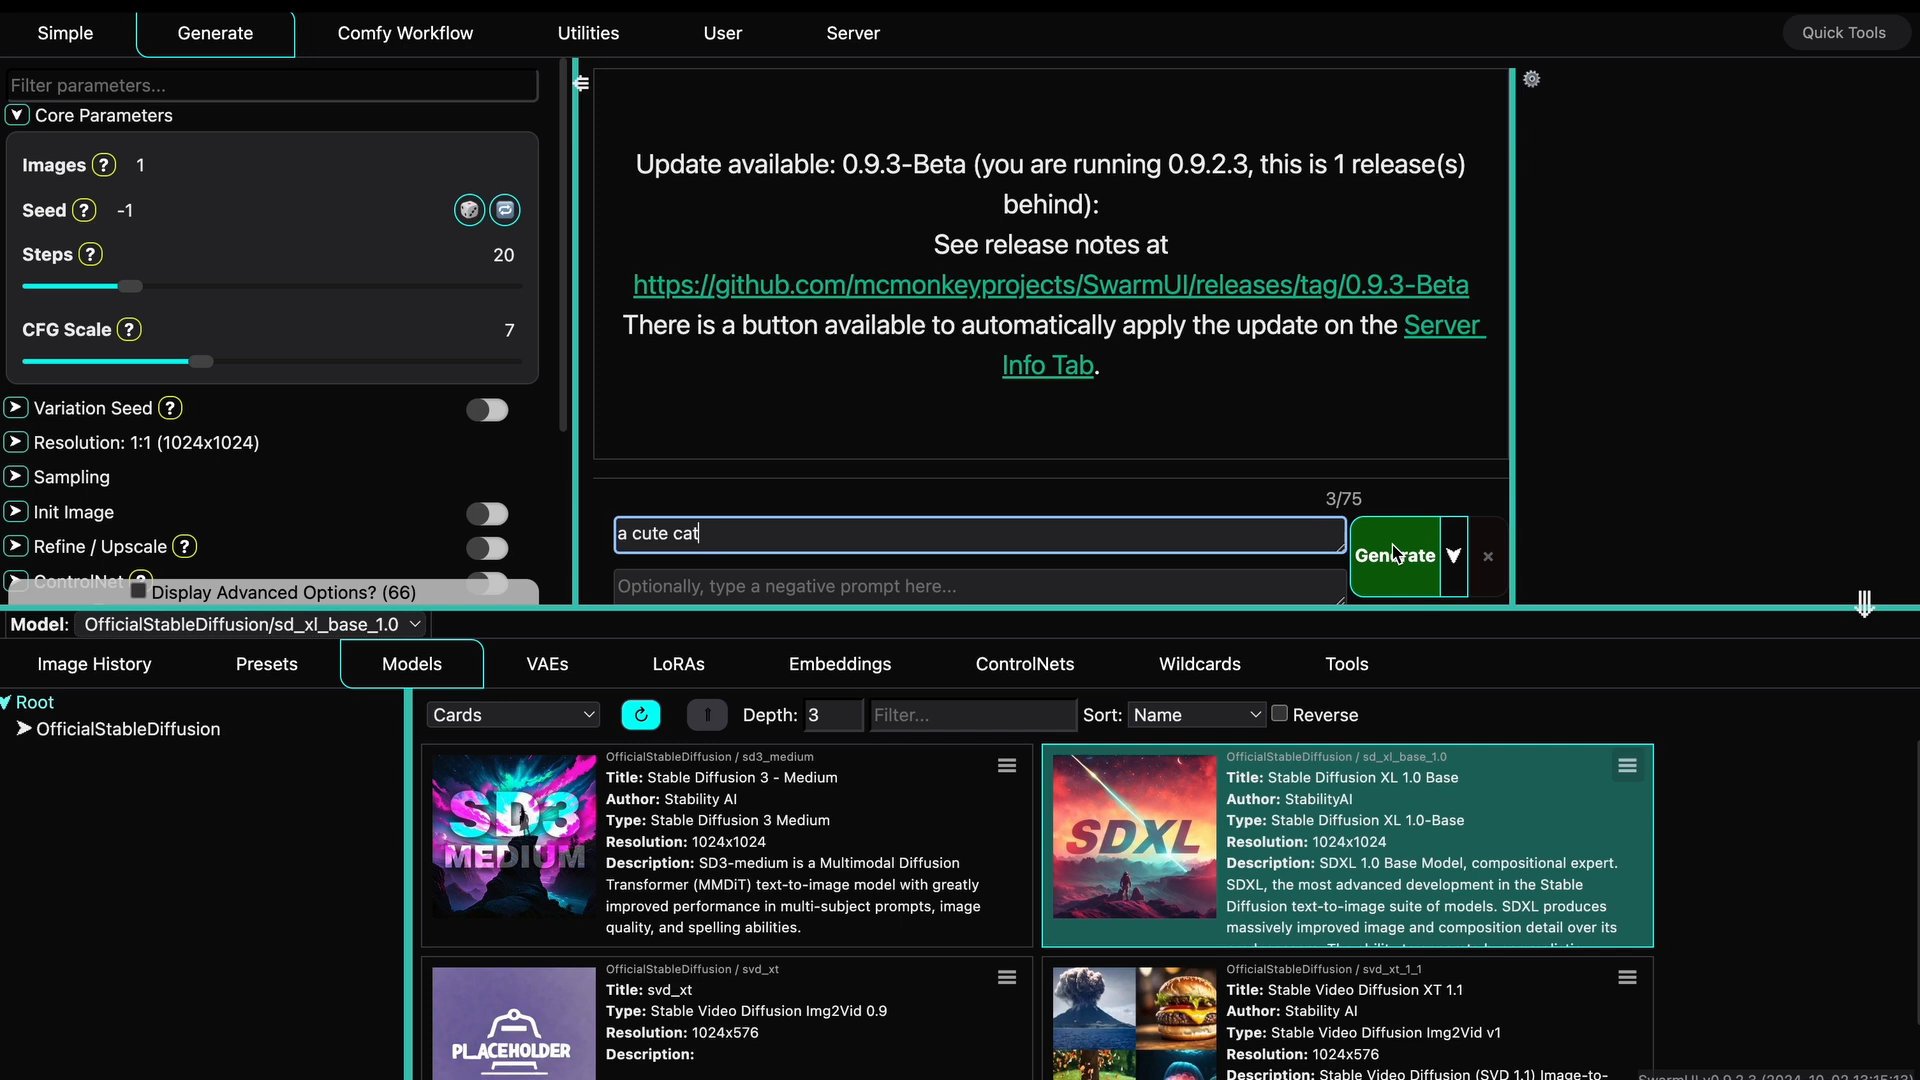 Simple Generate Comfy Workflow Utilities User Server Quick Tools
Filter parameters...
Core Parameters
Images ? 1
Seed ? -1
Steps ? 20
CFG Scale ? 7
Variation Seed ?
Resolution: 1:1 (1024x1024)
Sampling
Init Image
Refine / Upscale ?
ControlNet ?
Display Advanced Options? (66)
Update available: 0.9.3-Beta (you are running 0.9.2.3, this is 1 release(s)
behind):
See release notes at
https://github.com/mcmonkeyprojects/SwarmUI/releases/tag/0.9.3-Beta
There is a button available to automatically apply the update on the Server
Info Tab.
3/75
a cute cat
Generate
Optionally, type a negative prompt here...
Model: OfficialStableDiffusion/sd_xl_base_1.0
Image History Presets Models VAEs LoRAs Embeddings ControlNets Wildcards Tools
Root
OfficialStableDiffusion
Cards Depth: 3 Filter... Sort: Name Reverse
SD3
MEDIUM
OfficialStableDiffusion / sd3_medium
Title: Stable Diffusion 3 - Medium
Author: Stability AI
Type: Stable Diffusion 3 Medium
Resolution: 1024x1024
Description: SD3-medium is a Multimodal Diffusion
Transformer (MMDiT) text-to-image model with greatly
improved performance in multi-subject prompts, image
quality, and spelling abilities.
SDXL
OfficialStableDiffusion / sd_xl_base_1.0
Title: Stable Diffusion XL 1.0 Base
Author: StabilityAI
Type: Stable Diffusion XL 1.0-Base
Resolution: 1024x1024
Description: SDXL 1.0 Base Model, compositional expert.
SDXL, the most advanced development in the Stable
Diffusion text-to-image suite of models. SDXL produces
massively improved image and composition detail over its
PLACEHOLDER
OfficialStableDiffusion / svd_xt
Title: svd_xt
Type: Stable Video Diffusion Img2Vid 0.9
Resolution: 1024x576
Description:
OfficialStableDiffusion / svd_xt_1_1
Title: Stable Video Diffusion XT 1.1
Author: Stability AI
Type: Stable Video Diffusion Img2Vid v1
Resolution: 1024x576
Description: Stable Video Diffusion (SVD 1.1) Image-to-